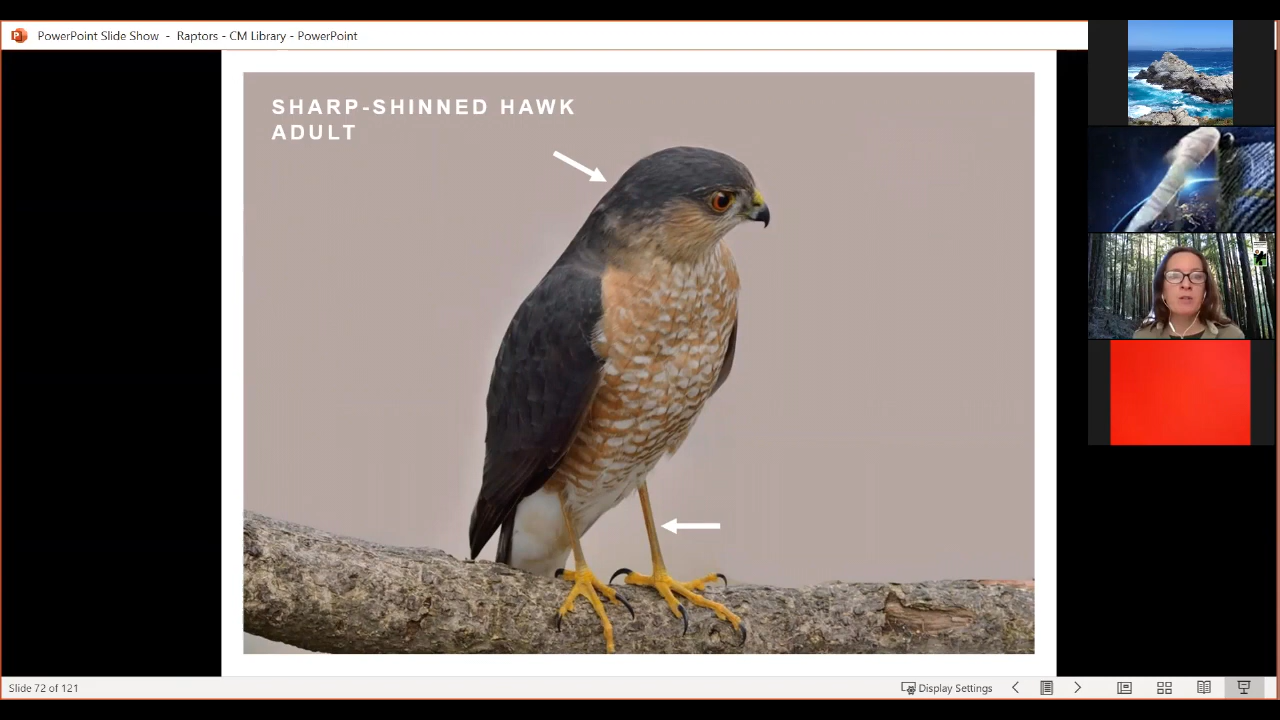 PowerPoint Slide Show - Raptors - CM Library - PowerPoint
SHARP-SHINNED HAWK
ADULT
Slide 72 of 121
Display Settings